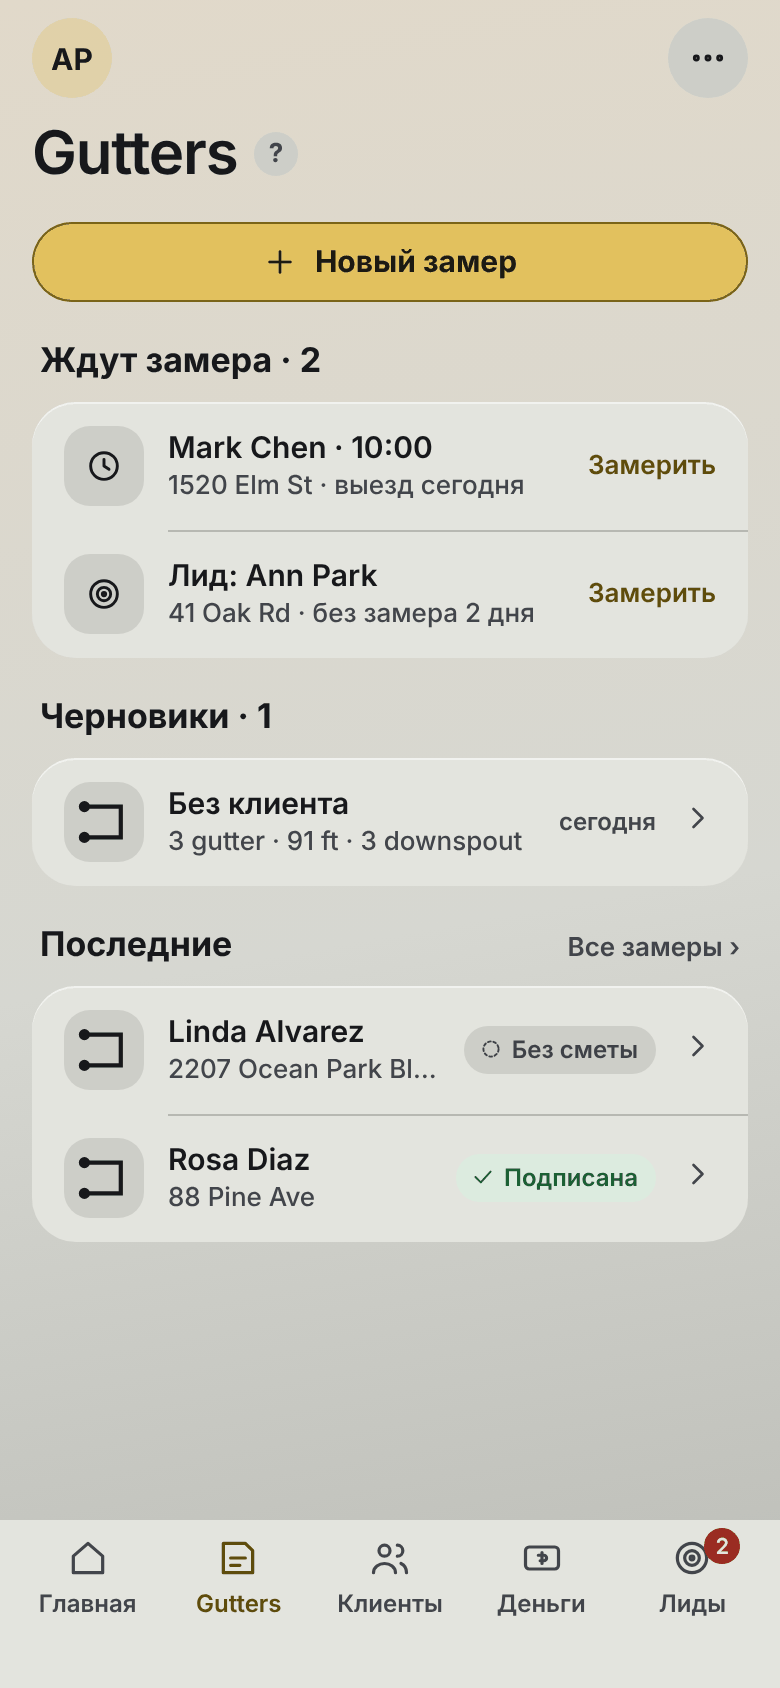 AP
Gutters ?
Новый замер
Ждут замера · 2
Mark Chen · 10:00
1520 Elm St · выезд сегодня
Замерить
Лид: Ann Park
41 Oak Rd · без замера 2 дня
Замерить
Черновики · 1
Без клиента
3 gutter · 91 ft · 3 downspout
сегодня
Последние
Все замеры ›
Linda Alvarez
2207 Ocean Park Bl...
Без сметы
Rosa Diaz
88 Pine Ave
Подписана
2
Главная
Gutters
Клиенты
Деньги
Лиды